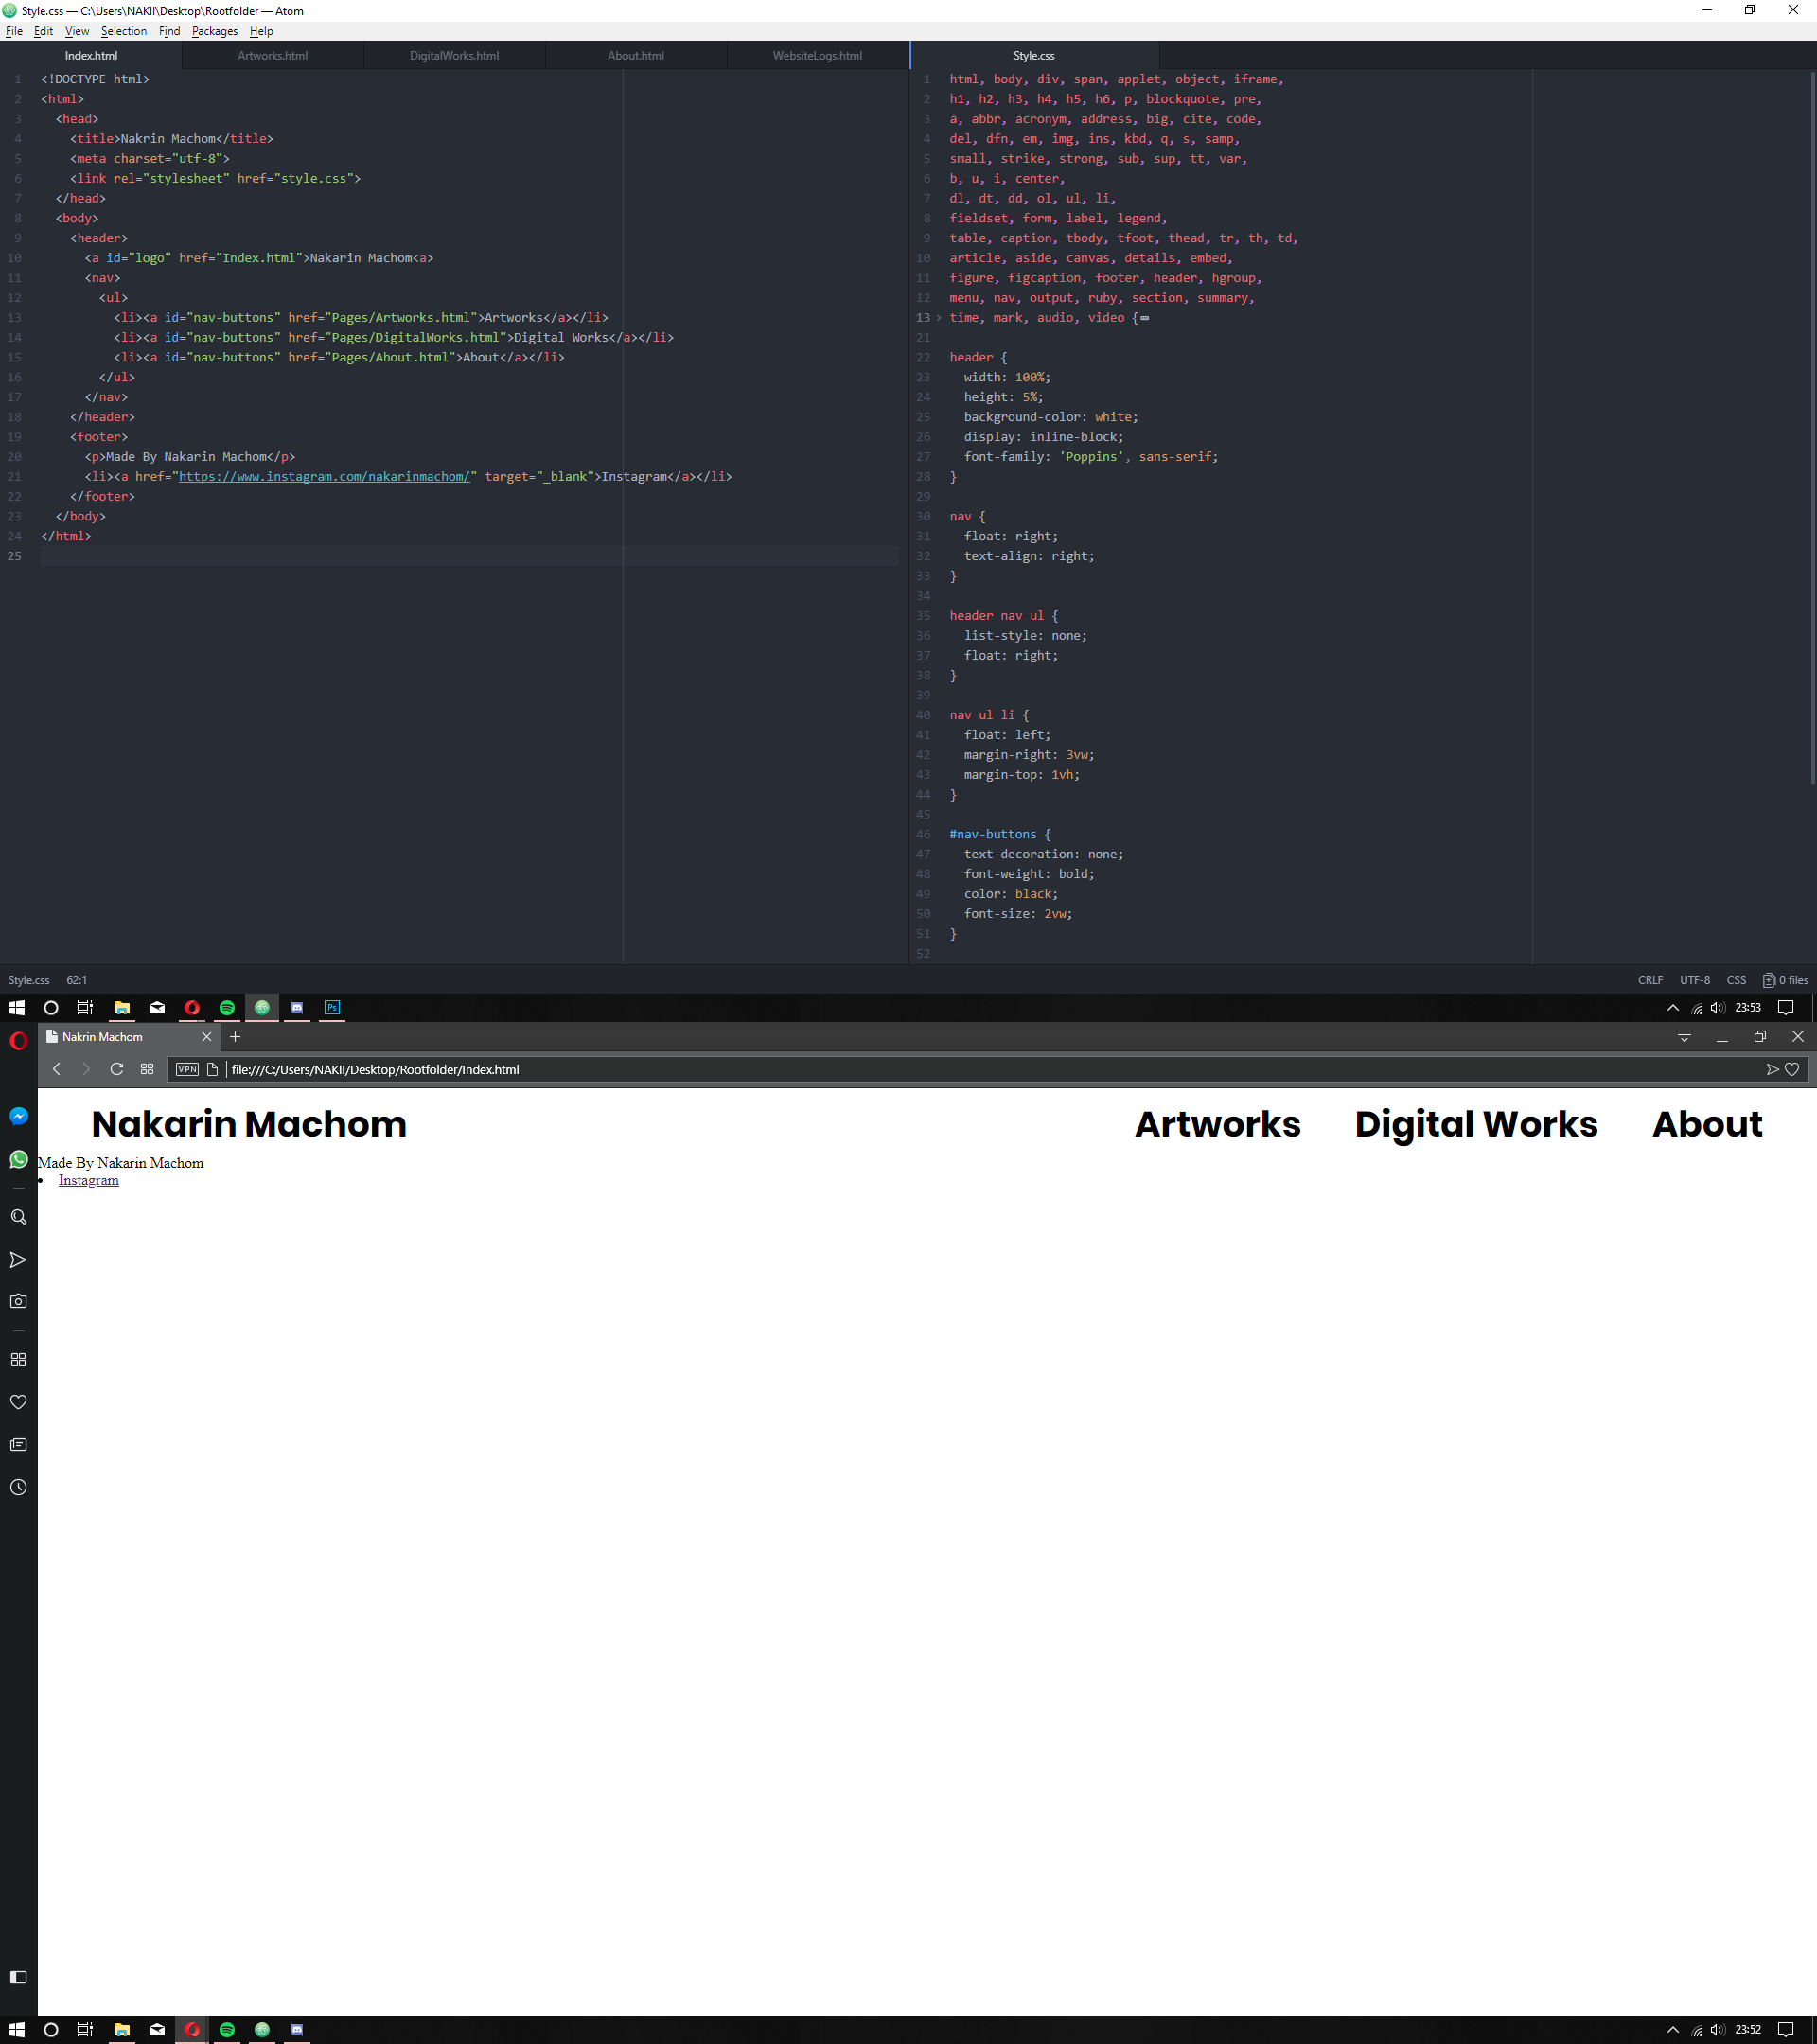 Style.css — C:\Users\NAKII\Desktop\Rootfolder — Atom
File Edit View Selection Find Packages Help
Index.html Artworks.html DigitalWorks.html About.html WebsiteLogs.html
1 <!DOCTYPE html>
2 <html>
3 <head>
4 <title>Nakrin Machom</title>
5 <meta charset="utf-8">
6 <link rel="stylesheet" href="style.css">
7 </head>
8 <body>
9 <header>
10 <a id="logo" href="Index.html">Nakarin Machom<a>
11 <nav>
12 <ul>
13 <li><a id="nav-buttons" href="Pages/Artworks.html">Artworks</a></li>
14 <li><a id="nav-buttons" href="Pages/DigitalWorks.html">Digital Works</a></li>
15 <li><a id="nav-buttons" href="Pages/About.html">About</a></li>
16 </ul>
17 </nav>
18 </header>
19 <footer>
20 <p>Made By Nakarin Machom</p>
21 <li><a href="https://www.instagram.com/nakarinmachom/" target="_blank">Instagram</a></li>
22 </footer>
23 </body>
24 </html>
25
Style.css
1 html, body, div, span, applet, object, iframe,
2 h1, h2, h3, h4, h5, h6, p, blockquote, pre,
3 a, abbr, acronym, address, big, cite, code,
4 del, dfn, em, img, ins, kbd, q, s, samp,
5 small, strike, strong, sub, sup, tt, var,
6 b, u, i, center,
7 dl, dt, dd, ol, ul, li,
8 fieldset, form, label, legend,
9 table, caption, tbody, tfoot, thead, tr, th, td,
10 article, aside, canvas, details, embed,
11 figure, figcaption, footer, header, hgroup,
12 menu, nav, output, ruby, section, summary,
13 time, mark, audio, video {
21
22 header {
23 width: 100%;
24 height: 5%;
25 background-color: white;
26 display: inline-block;
27 font-family: 'Poppins', sans-serif;
28 }
29
30 nav {
31 float: right;
32 text-align: right;
33 }
34
35 header nav ul {
36 list-style: none;
37 float: right;
38 }
39
40 nav ul li {
41 float: left;
42 margin-right: 3vw;
43 margin-top: 1vh;
44 }
45
46 #nav-buttons {
47 text-decoration: none;
48 font-weight: bold;
49 color: black;
50 font-size: 2vw;
51 }
52
Style.css 62:1 CRLF UTF-8 CSS 0 files
Ps 23:53
Nakrin Machom
VPN file:///C:/Users/NAKII/Desktop/Rootfolder/Index.html
Nakarin Machom Artworks Digital Works About
Made By Nakarin Machom
Instagram
23:52